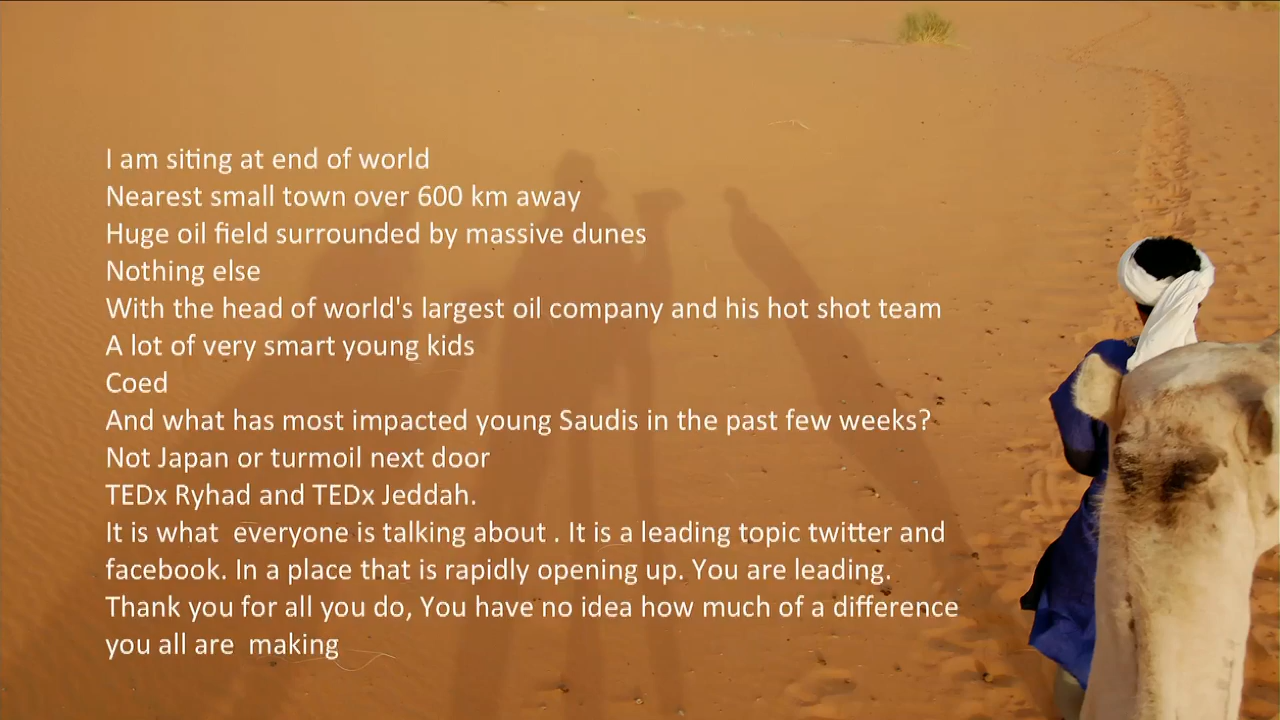 I am siting at end of world
Nearest small town over 600 km away
Huge oil field surrounded by massive dunes
Nothing else
With the head of world's largest oil company and his hot shot team
A lot of very smart young kids
Coed
And what has most impacted young Saudis in the past few weeks?
Not Japan or turmoil next door
TEDx Ryhad and TEDx Jeddah.
It is what  everyone is talking about . It is a leading topic twitter and
facebook. In a place that is rapidly opening up. You are leading.
Thank you for all you do, You have no idea how much of a difference
you all are  making